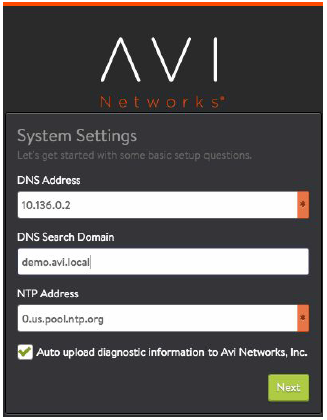 AVI
Networks®
System Settings
Let's get started with some basic setup questions.
DNS Address
10.136.0.2
*
DNS Search Domain
demo.avi.local
NTP Address
0.us.pool.ntp.org
*
Auto upload diagnostic information to Avi Networks, Inc.
Next